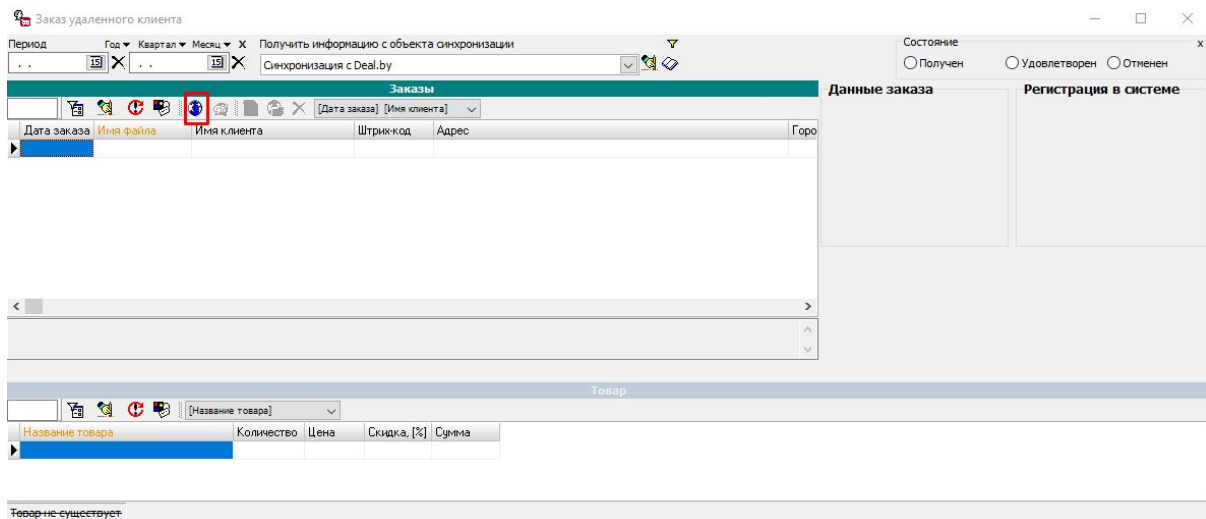 Заказ удаленного клиента
Период Год Квартал Месяц X Получить информацию с объекта синхронизации Состояние x
. . 15 . . 15 Синхронизация с Deal.by Получен Удовлетворен Отменен
Заказы Данные заказа Регистрация в системе
[Дата заказа] [Имя клиента]
Дата заказа Имя файла Имя клиента Штрих-код Адрес Горо
Товар
[Название товара]
Название товара Количество Цена Скидка, [%] Сумма
Товар не существует